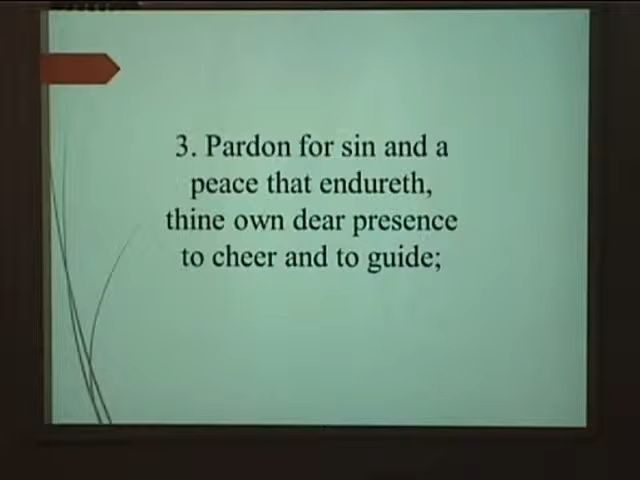 3. Pardon for sin and a
peace that endureth,
thine own dear presence
to cheer and to guide;